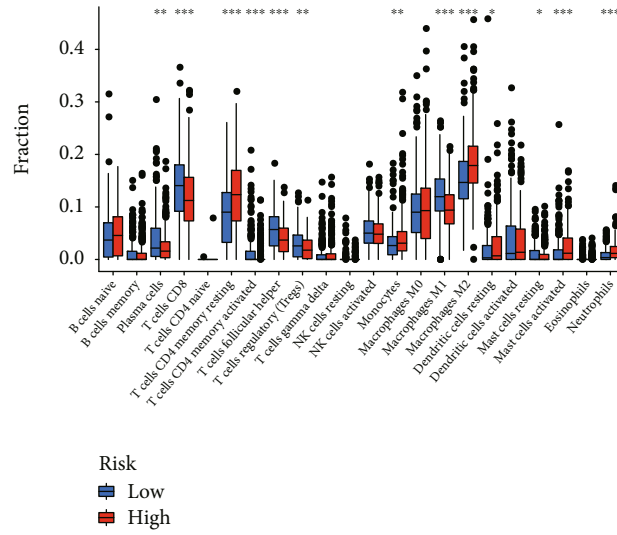 ** *** *** *** *** ** ** *** *** * * *** ***
0.4
0.3
0.2
0.1
0.0
Fraction
B cells naive
B cells memory
Plasma cells
T cells CD8
T cells CD4 naive
T cells CD4 memory resting
T cells CD4 memory activated
T cells follicular helper
T cells regulatory (Tregs)
T cells gamma delta
NK cells resting
NK cells activated
Monocytes
Macrophages M0
Macrophages M1
Macrophages M2
Dendritic cells resting
Dendritic cells activated
Mast cells resting
Mast cells activated
Eosinophils
Neutrophils
Risk
Low
High